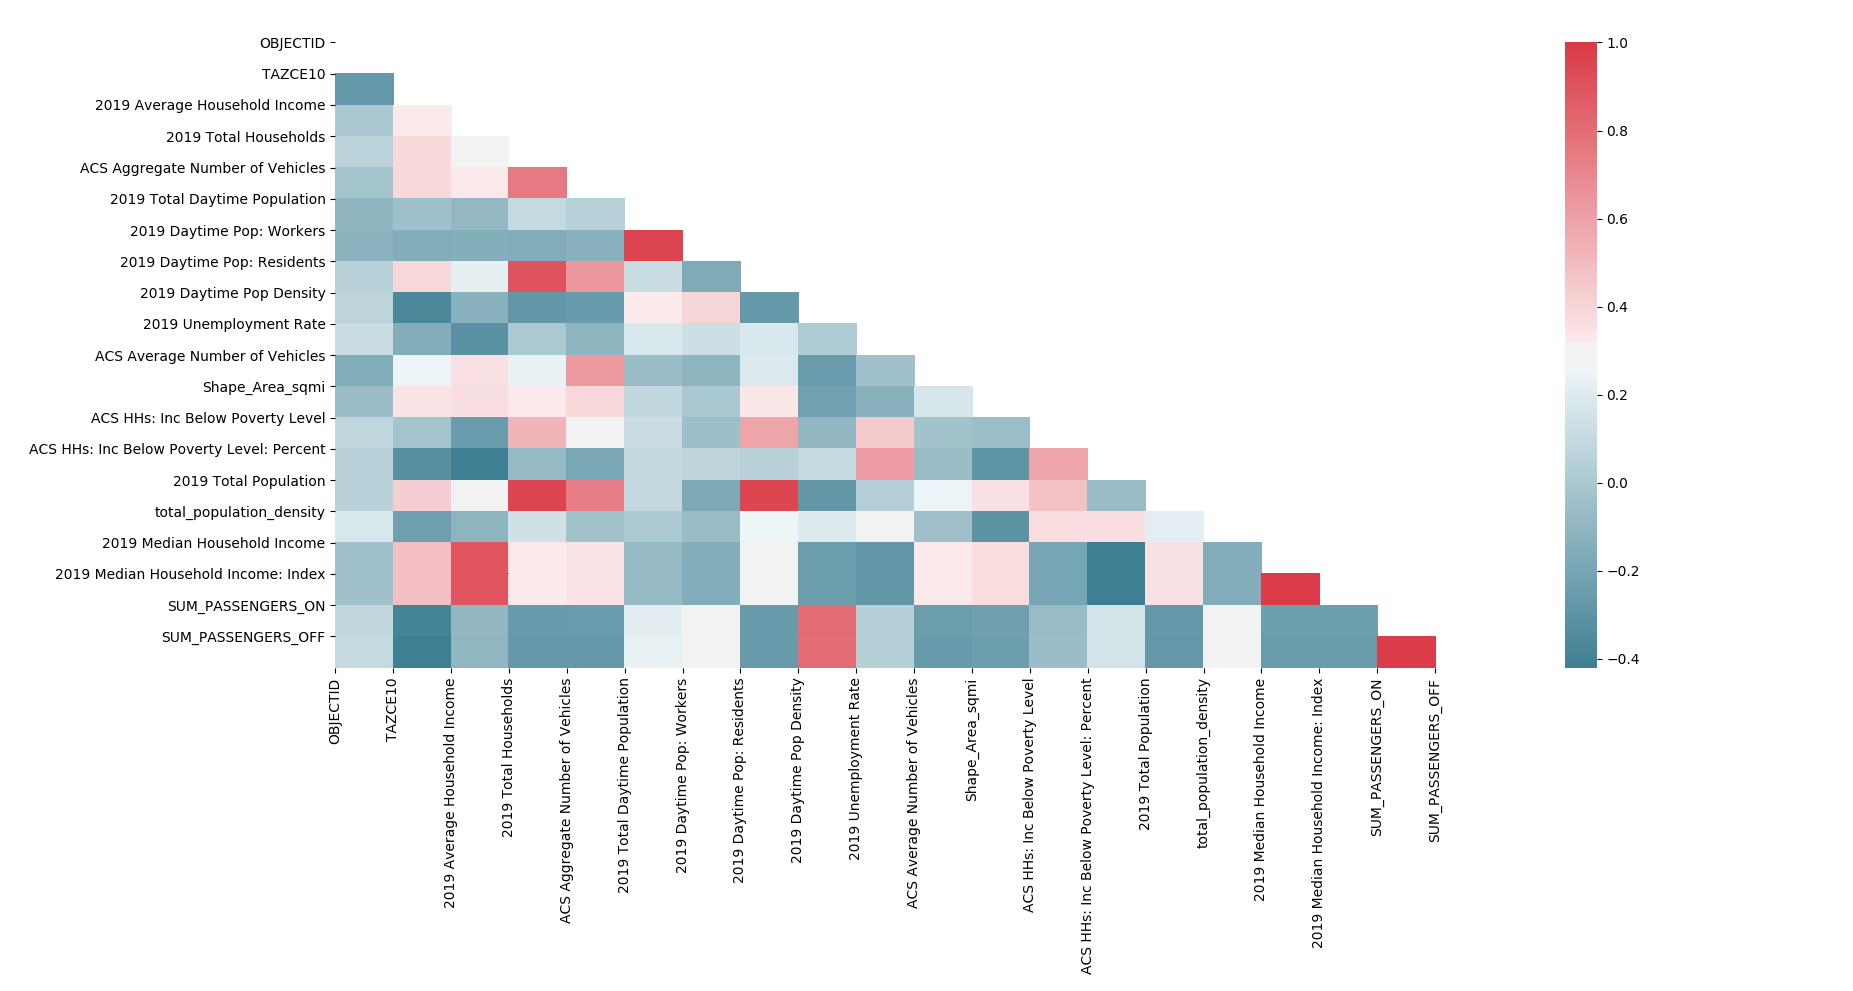 OBJECTID
TAZCE10
2019 Average Household Income
2019 Total Households
ACS Aggregate Number of Vehicles
2019 Total Daytime Population
2019 Daytime Pop: Workers
2019 Daytime Pop: Residents
2019 Daytime Pop Density
2019 Unemployment Rate
ACS Average Number of Vehicles
Shape_Area_sqmi
ACS HHs: Inc Below Poverty Level
ACS HHs: Inc Below Poverty Level: Percent
2019 Total Population
total_population_density
2019 Median Household Income
2019 Median Household Income: Index
SUM_PASSENGERS_ON
SUM_PASSENGERS_OFF
OBJECTID
TAZCE10
2019 Average Household Income
2019 Total Households
ACS Aggregate Number of Vehicles
2019 Total Daytime Population
2019 Daytime Pop: Workers
2019 Daytime Pop: Residents
2019 Daytime Pop Density
2019 Unemployment Rate
ACS Average Number of Vehicles
Shape_Area_sqmi
ACS HHs: Inc Below Poverty Level
ACS HHs: Inc Below Poverty Level: Percent
2019 Total Population
total_population_density
2019 Median Household Income
2019 Median Household Income: Index
SUM_PASSENGERS_ON
SUM_PASSENGERS_OFF
1.0
0.8
0.6
0.4
0.2
0.0
−0.2
−0.4